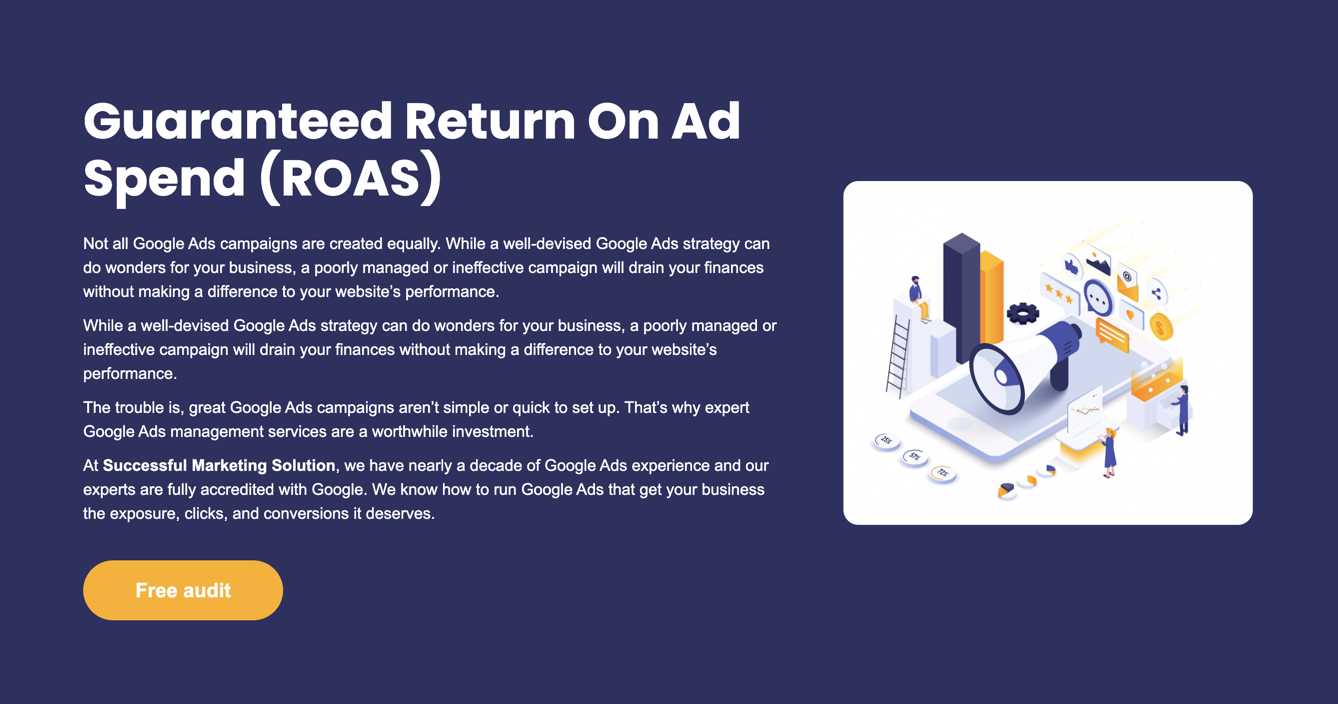 Guaranteed Return On Ad
Spend (ROAS)
Not all Google Ads campaigns are created equally. While a well-devised Google Ads strategy can
do wonders for your business, a poorly managed or ineffective campaign will drain your finances
without making a difference to your website’s performance.
While a well-devised Google Ads strategy can do wonders for your business, a poorly managed or
ineffective campaign will drain your finances without making a difference to your website’s
performance.
The trouble is, great Google Ads campaigns aren’t simple or quick to set up. That’s why expert
Google Ads management services are a worthwhile investment.
At Successful Marketing Solution, we have nearly a decade of Google Ads experience and our
experts are fully accredited with Google. We know how to run Google Ads that get your business
the exposure, clicks, and conversions it deserves.
Free audit
25%
57%